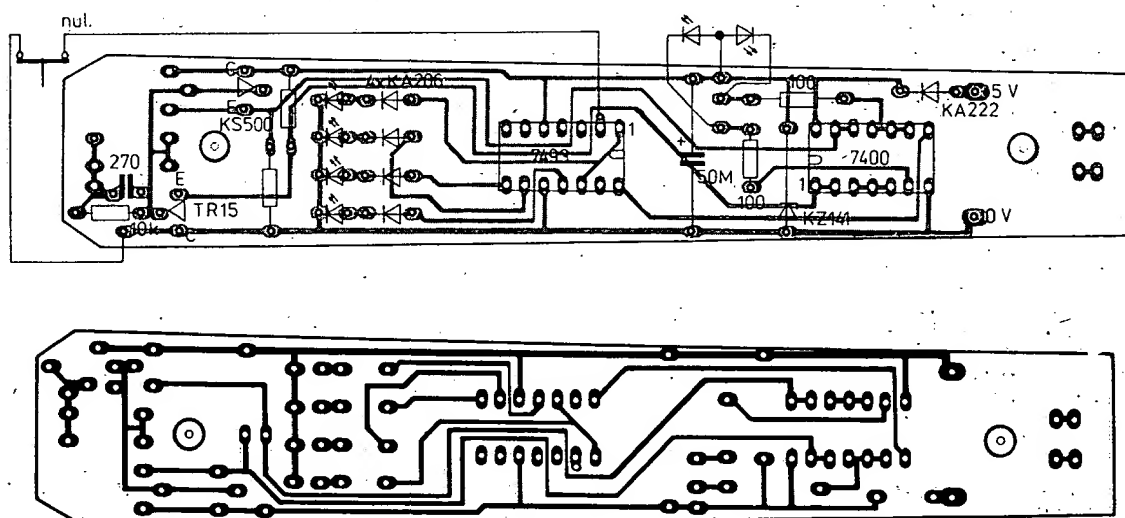 nul.
C
4xKA206
100
5 V
E
KS500
KA222
1
7493
+
7400
270
50M
E
1
TR15
100
KZ141
0 V
10k
C